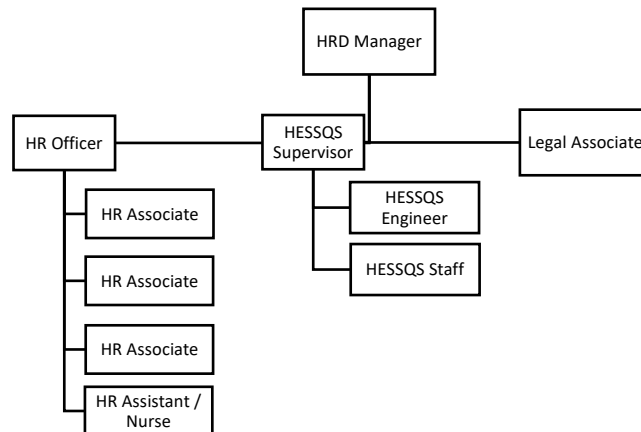 HRD Manager
HR Officer
HESSQS
Supervisor
Legal Associate
HR Associate
HESSQS
Engineer
HR Associate
HESSQS Staff
HR Associate
HR Assistant /
Nurse